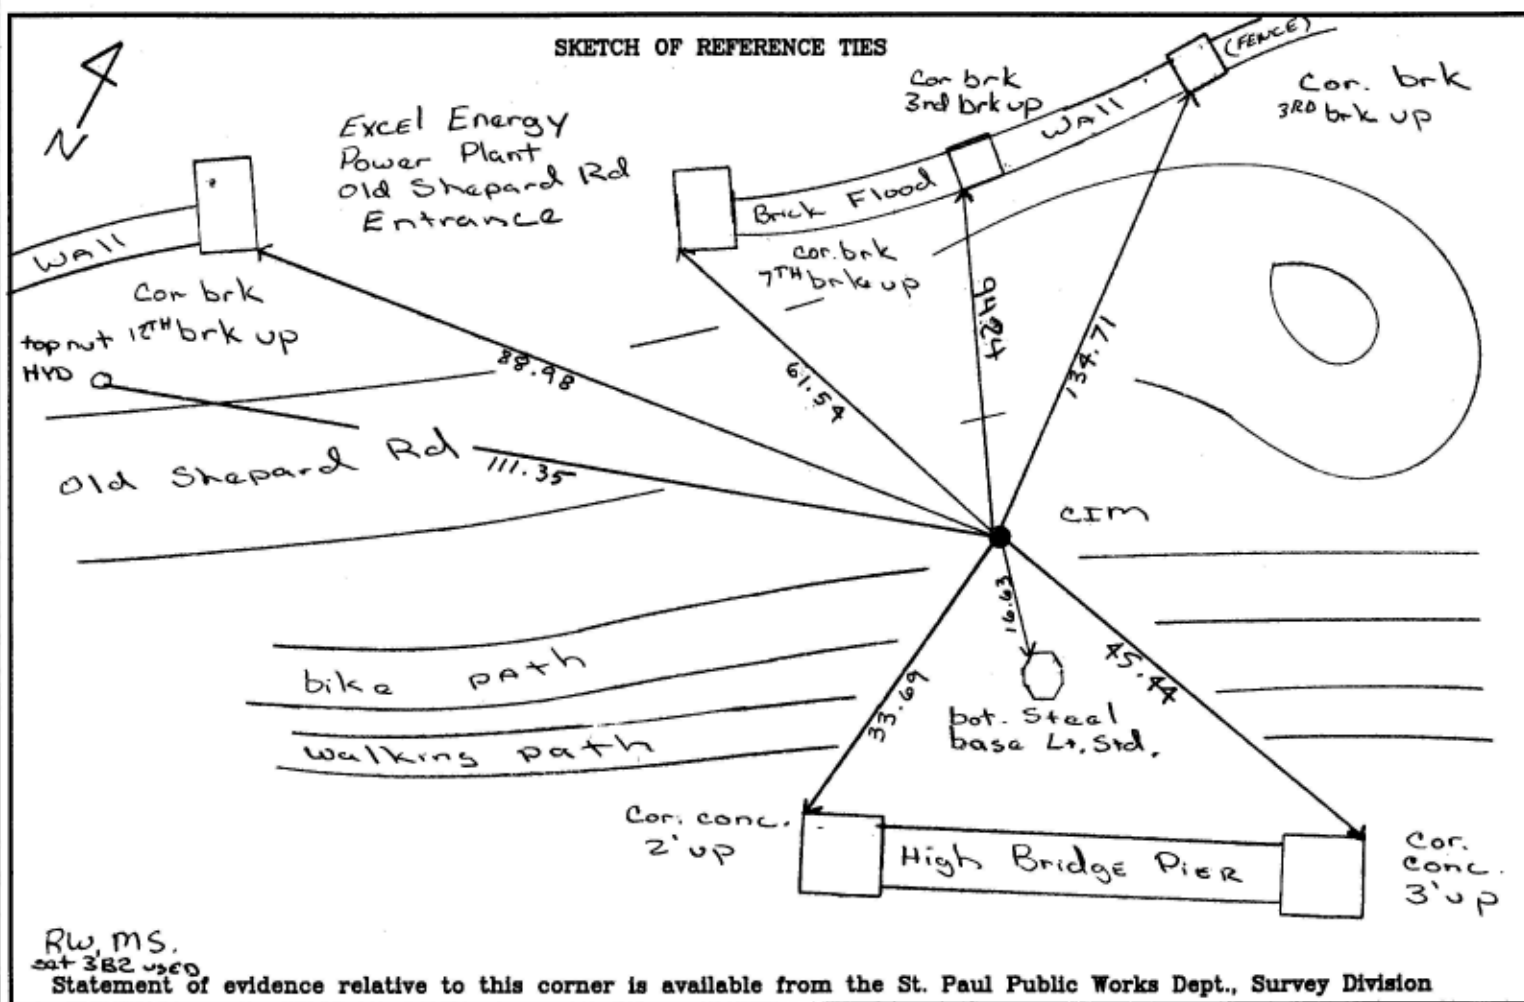 SKETCH OF REFERENCE TIES
N
Excel Energy
Power Plant
Old Shepard Rd
Entrance
Cor brk
3rd brk up
(FENCE)
Cor. brk
3RD brk up
WALL
Brick Flood
WALL
cor. brk
7TH brk up
Cor brk
12TH brk up
top nut
HYD
88.98
61.54
94.24
134.71
Old Shepard Rd
111.35
CIM
16.63
bike path
33.69
45.44
bot. Steel
base Lt. Std.
walking path
Cor. conc.
2' up
High Bridge Pier
Cor.
conc.
3' up
RW, MS.
set 3B2 USED
Statement of evidence relative to this corner is available from the St. Paul Public Works Dept., Survey Division